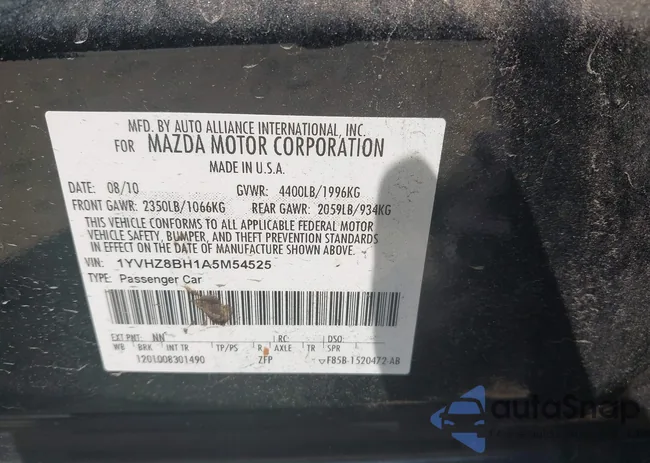 MFD. BY AUTO ALLIANCE INTERNATIONAL, INC.
FOR MAZDA MOTOR CORPORATION
MADE IN U.S.A.
DATE: 08/10 GVWR: 4400LB/1996KG
FRONT GAWR: 2350LB/1066KG REAR GAWR: 2059LB/934KG
THIS VEHICLE CONFORMS TO ALL APPLICABLE FEDERAL MOTOR
VEHICLE SAFETY, BUMPER, AND THEFT PREVENTION STANDARDS
IN EFFECT ON THE DATE OF MANUFACTURE SHOWN ABOVE.
VIN: 1YVHZ8BH1A5M54525
TYPE: Passenger Car
EXT PNT: NN RC: DSO:
WB BRK INT TR TP/PS R AXLE TR SPR
1201008301490 ZFP F85B-1520472-AB
autoSnap